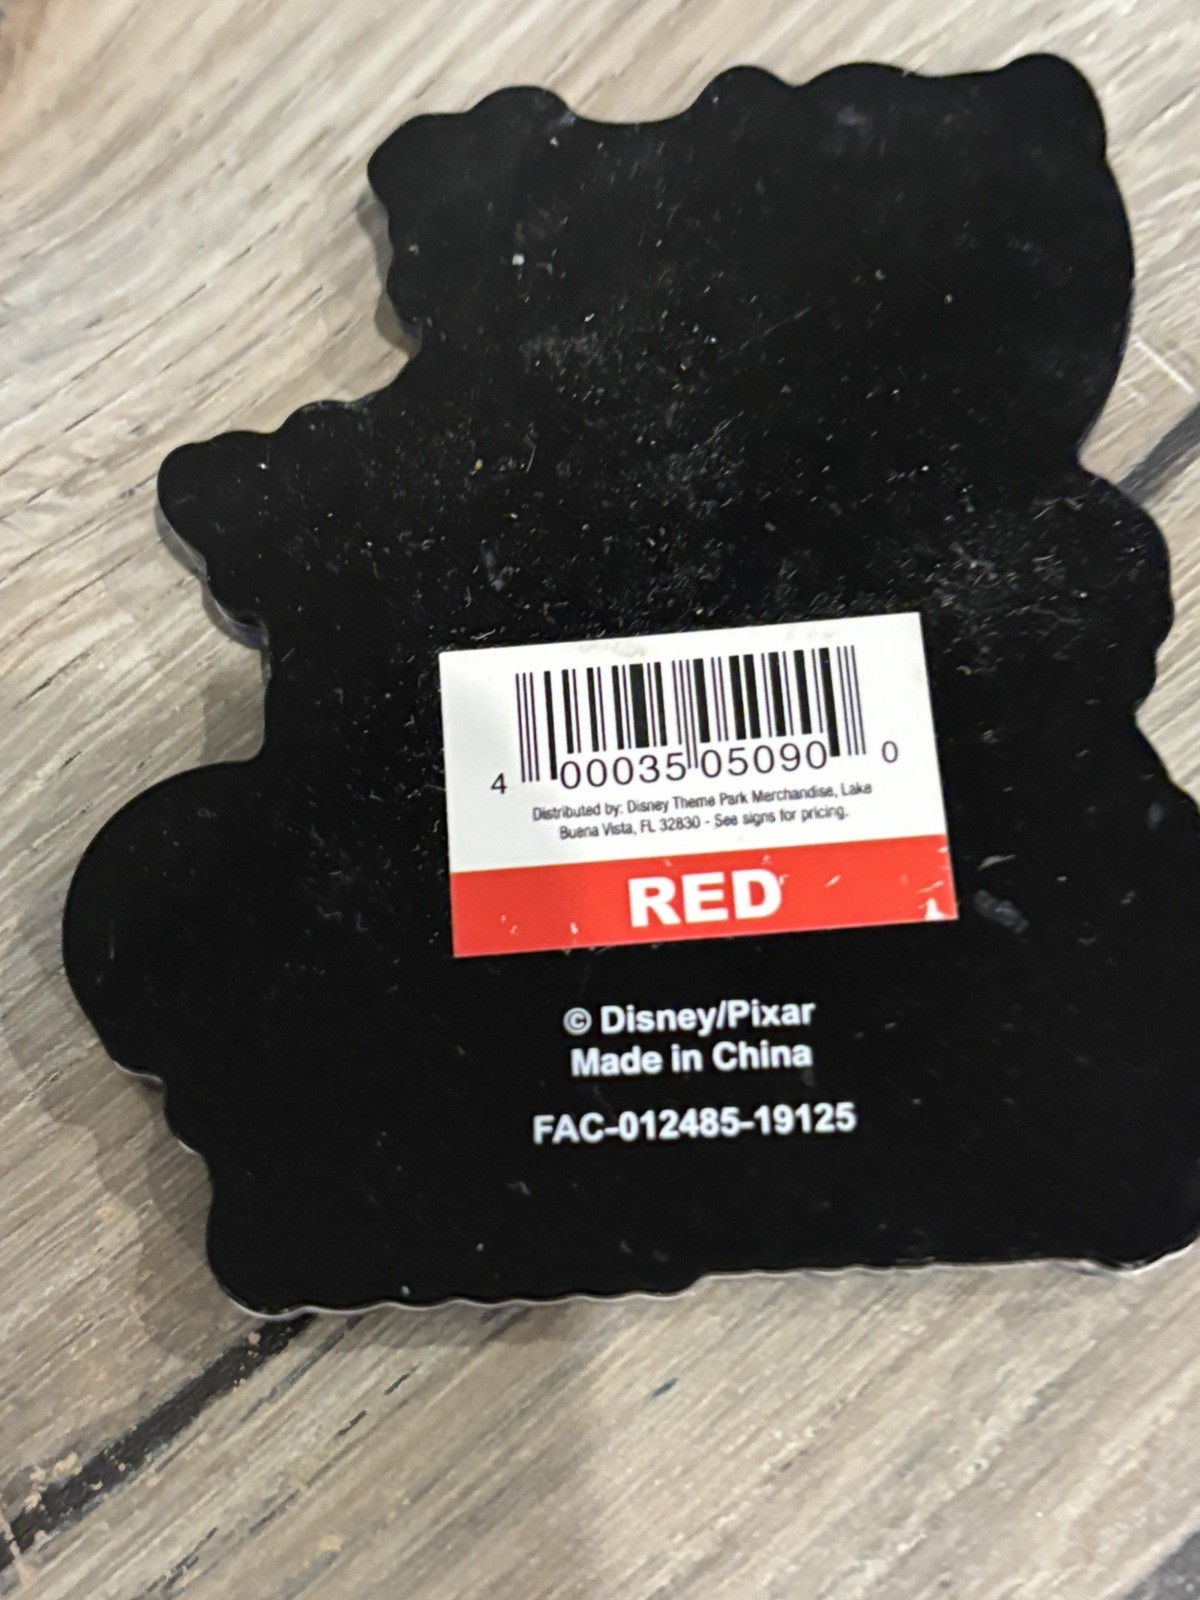 4 00035 05090 0
Distributed by: Disney Theme Park Merchandise, Lake
Buena Vista, FL 32830 - See signs for pricing.
RED
© Disney/Pixar
Made in China
FAC-012485-19125